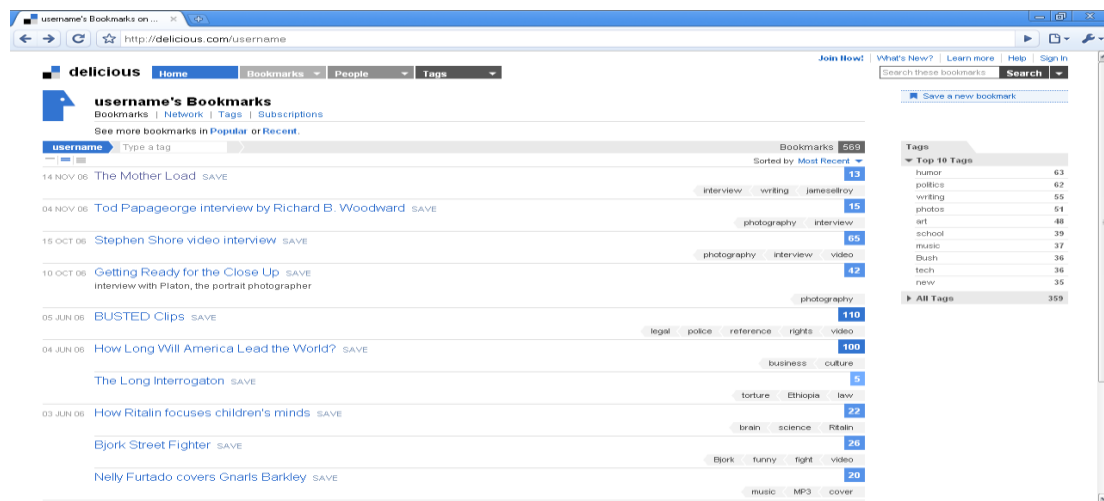 username's Bookmarks on ...
http://delicious.com/username
Join Now! What's New? Learn more Help Sign In
delicious Home Bookmarks People Tags Search these bookmarks Search
username's Bookmarks
Bookmarks | Network | Tags | Subscriptions
See more bookmarks in Popular or Recent.
Save a new bookmark
username Type a tag Bookmarks 569
Sorted by Most Recent
14 NOV 06 The Mother Load SAVE 13
interview writing jamesellroy
04 NOV 06 Tod Papageorge interview by Richard B. Woodward SAVE 15
photography interview
15 OCT 06 Stephen Shore video interview SAVE 65
photography interview video
10 OCT 06 Getting Ready for the Close Up SAVE 42
interview with Platon, the portrait photographer
photography
05 JUN 06 BUSTED Clips SAVE 110
legal police reference rights video
04 JUN 06 How Long Will America Lead the World? SAVE 100
business culture
The Long Interrogaton SAVE 5
torture Ethiopia law
03 JUN 06 How Ritalin focuses children's minds SAVE 22
brain science Ritalin
Bjork Street Fighter SAVE 26
Bjork funny fight video
Nelly Furtado covers Gnarls Barkley SAVE 20
music MP3 cover
Tags
Top 10 Tags
humor 63
politics 62
writing 55
photos 51
art 48
school 39
music 37
Bush 36
tech 36
new 35
All Tags 359